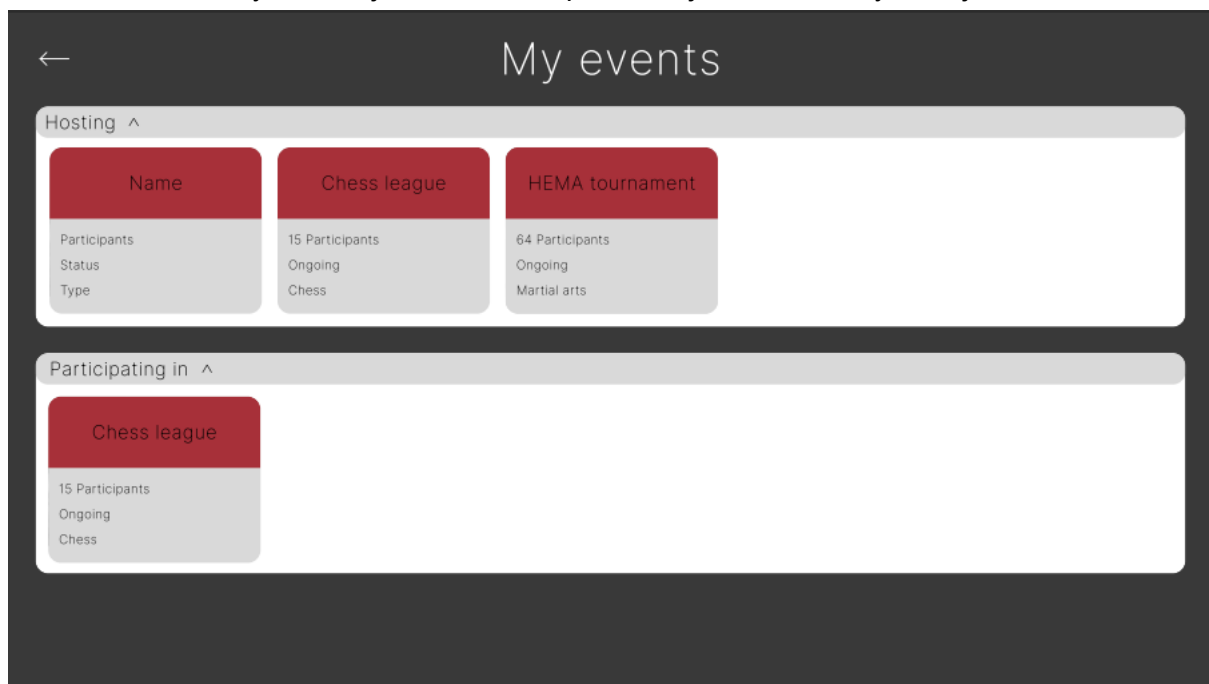 My events
Hosting ^
Name
Participants
Status
Type
Chess league
15 Participants
Ongoing
Chess
HEMA tournament
64 Participants
Ongoing
Martial arts
Participating in ^
Chess league
15 Participants
Ongoing
Chess